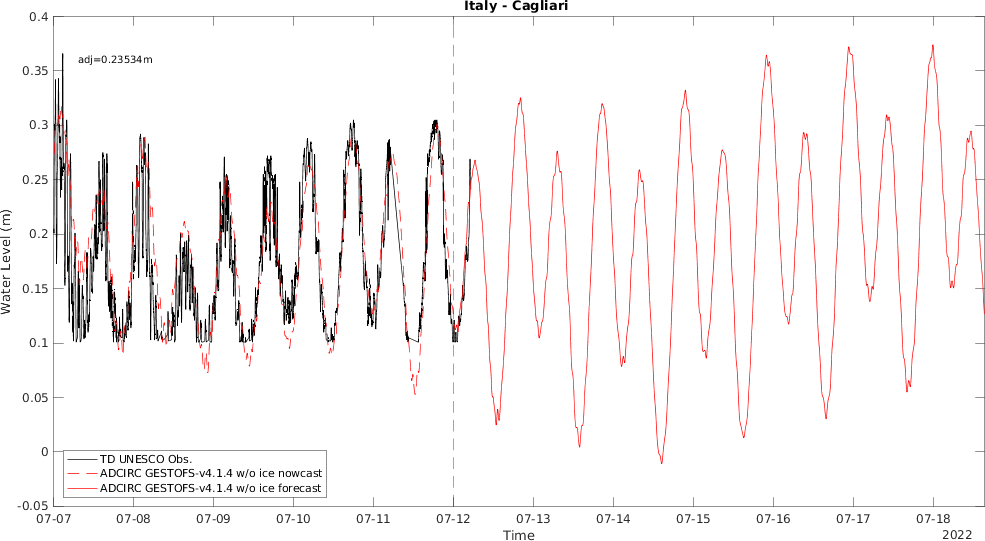 Italy - Cagliari
0.4
0.35
0.3
0.25
0.2
0.15
0.1
0.05
0
-0.05
Water Level (m)
adj=0.23534m
TD UNESCO Obs.
ADCIRC GESTOFS-v4.1.4 w/o ice nowcast
ADCIRC GESTOFS-v4.1.4 w/o ice forecast
07-07 07-08 07-09 07-10 07-11 07-12 07-13 07-14 07-15 07-16 07-17 07-18
Time
2022